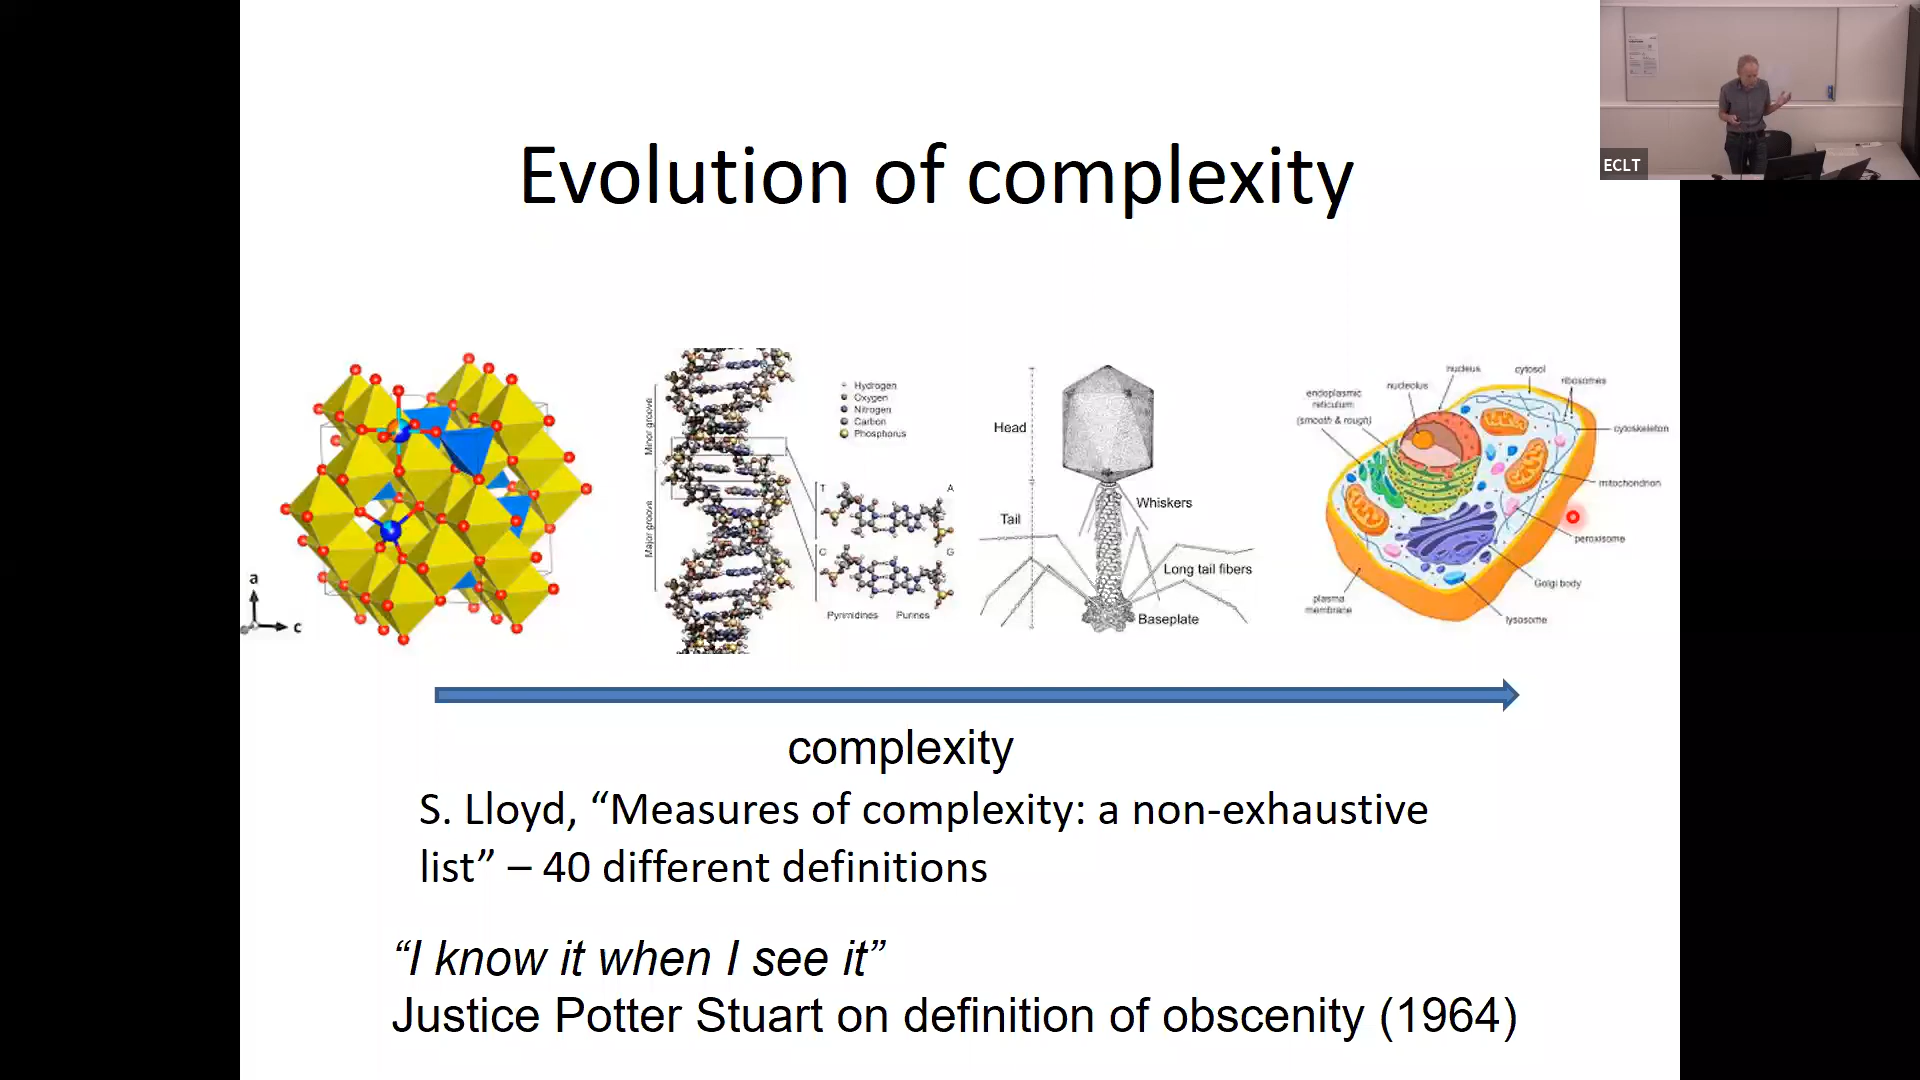 ECLT
Evolution of complexity
a
c
Minor groove
Major groove
Hydrogen
Oxygen
Nitrogen
Carbon
Phosphorus
T
A
C
G
Pyrimidines
Purines
Head
Tail
Whiskers
Long tail fibers
Baseplate
nucleus
cytosol
nucleolus
ribosomes
endoplasmic
reticulum
(smooth & rough)
cytoskeleton
mitochondrion
peroxisome
Golgi body
plasma
membrane
lysosome
complexity
S. Lloyd, “Measures of complexity: a non-exhaustive
list” – 40 different definitions
“I know it when I see it”
Justice Potter Stuart on definition of obscenity (1964)